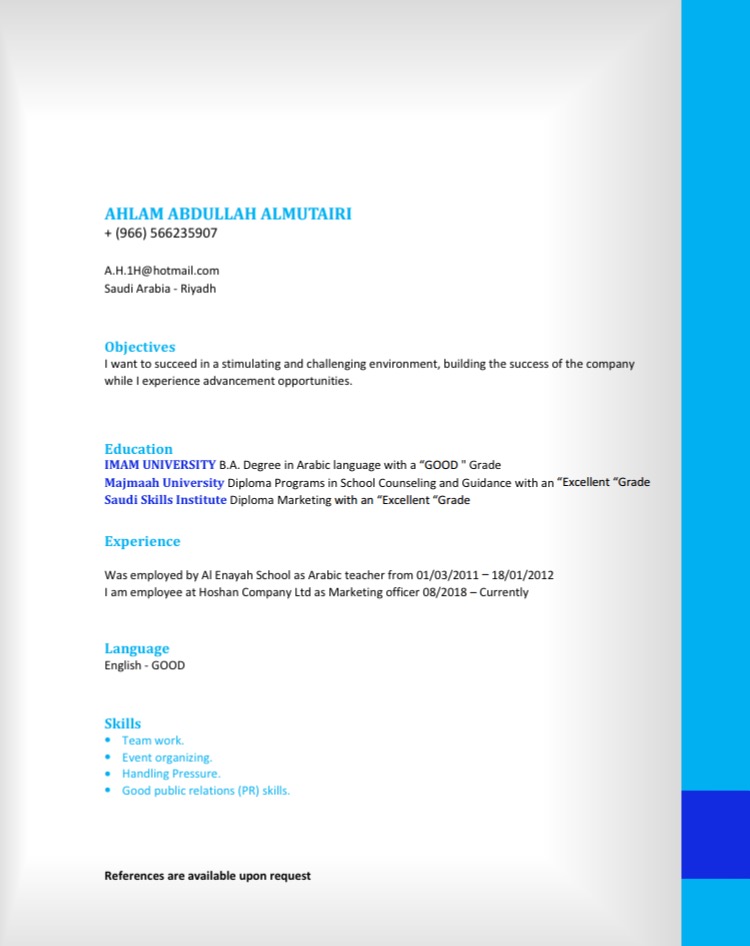 AHLAM ABDULLAH ALMUTAIRI
+ (966) 566235907
A.H.1H@hotmail.com
Saudi Arabia - Riyadh
Objectives
I want to succeed in a stimulating and challenging environment, building the success of the company
while I experience advancement opportunities.
Education
IMAM UNIVERSITY B.A. Degree in Arabic language with a “GOOD " Grade
Majmaah University Diploma Programs in School Counseling and Guidance with an “Excellent “Grade
Saudi Skills Institute Diploma Marketing with an “Excellent “Grade
Experience
Was employed by Al Enayah School as Arabic teacher from 01/03/2011 – 18/01/2012
I am employee at Hoshan Company Ltd as Marketing officer 08/2018 – Currently
Language
English - GOOD
Skills
• Team work.
• Event organizing.
• Handling Pressure.
• Good public relations (PR) skills.
References are available upon request